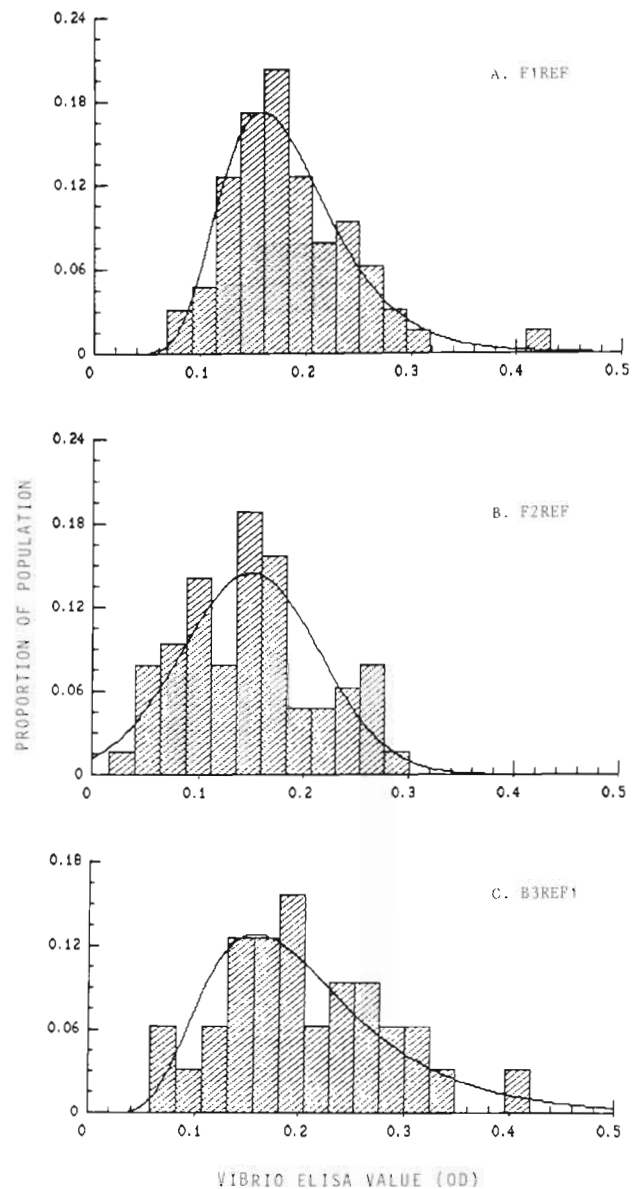 0.24
A. F1REF
0.18
0.12
0.06
0
0 0.1 0.2 0.3 0.4 0.5
0.24
B. F2REF
0.18
0.12
0.06
0
0 0.1 0.2 0.3 0.4 0.5
PROPORTION OF POPULATION
0.18
C. B3REF1
0.12
0.06
0
0 0.1 0.2 0.3 0.4 0.5
VIBRIO ELISA VALUE (OD)